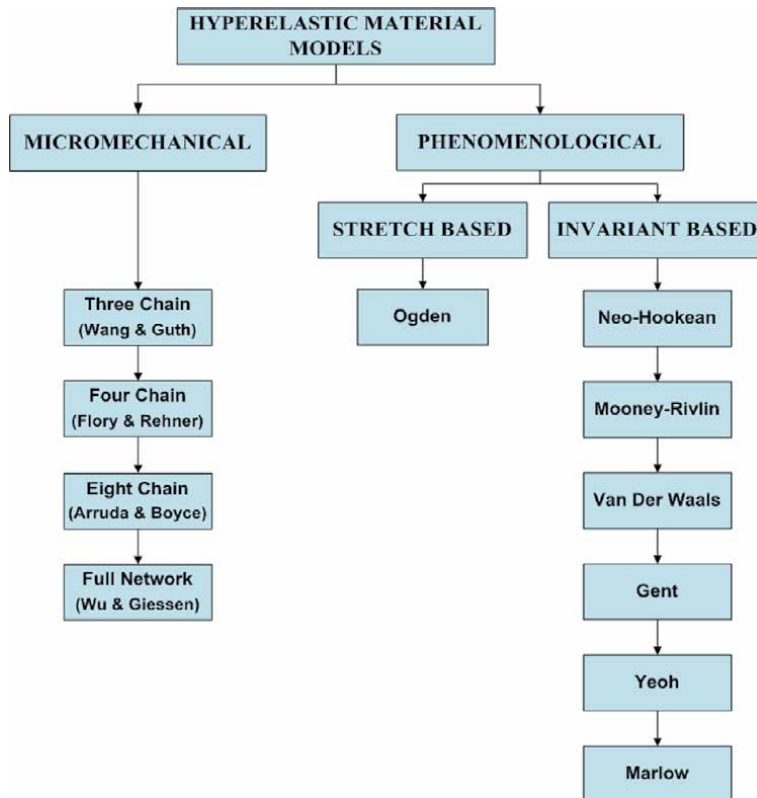 HYPERELASTIC MATERIAL
MODELS
MICROMECHANICAL
PHENOMENOLOGICAL
STRETCH BASED
INVARIANT BASED
Three Chain
(Wang & Guth)
Ogden
Neo-Hookean
Four Chain
(Flory & Rehner)
Mooney-Rivlin
Eight Chain
(Arruda & Boyce)
Van Der Waals
Full Network
(Wu & Giessen)
Gent
Yeoh
Marlow